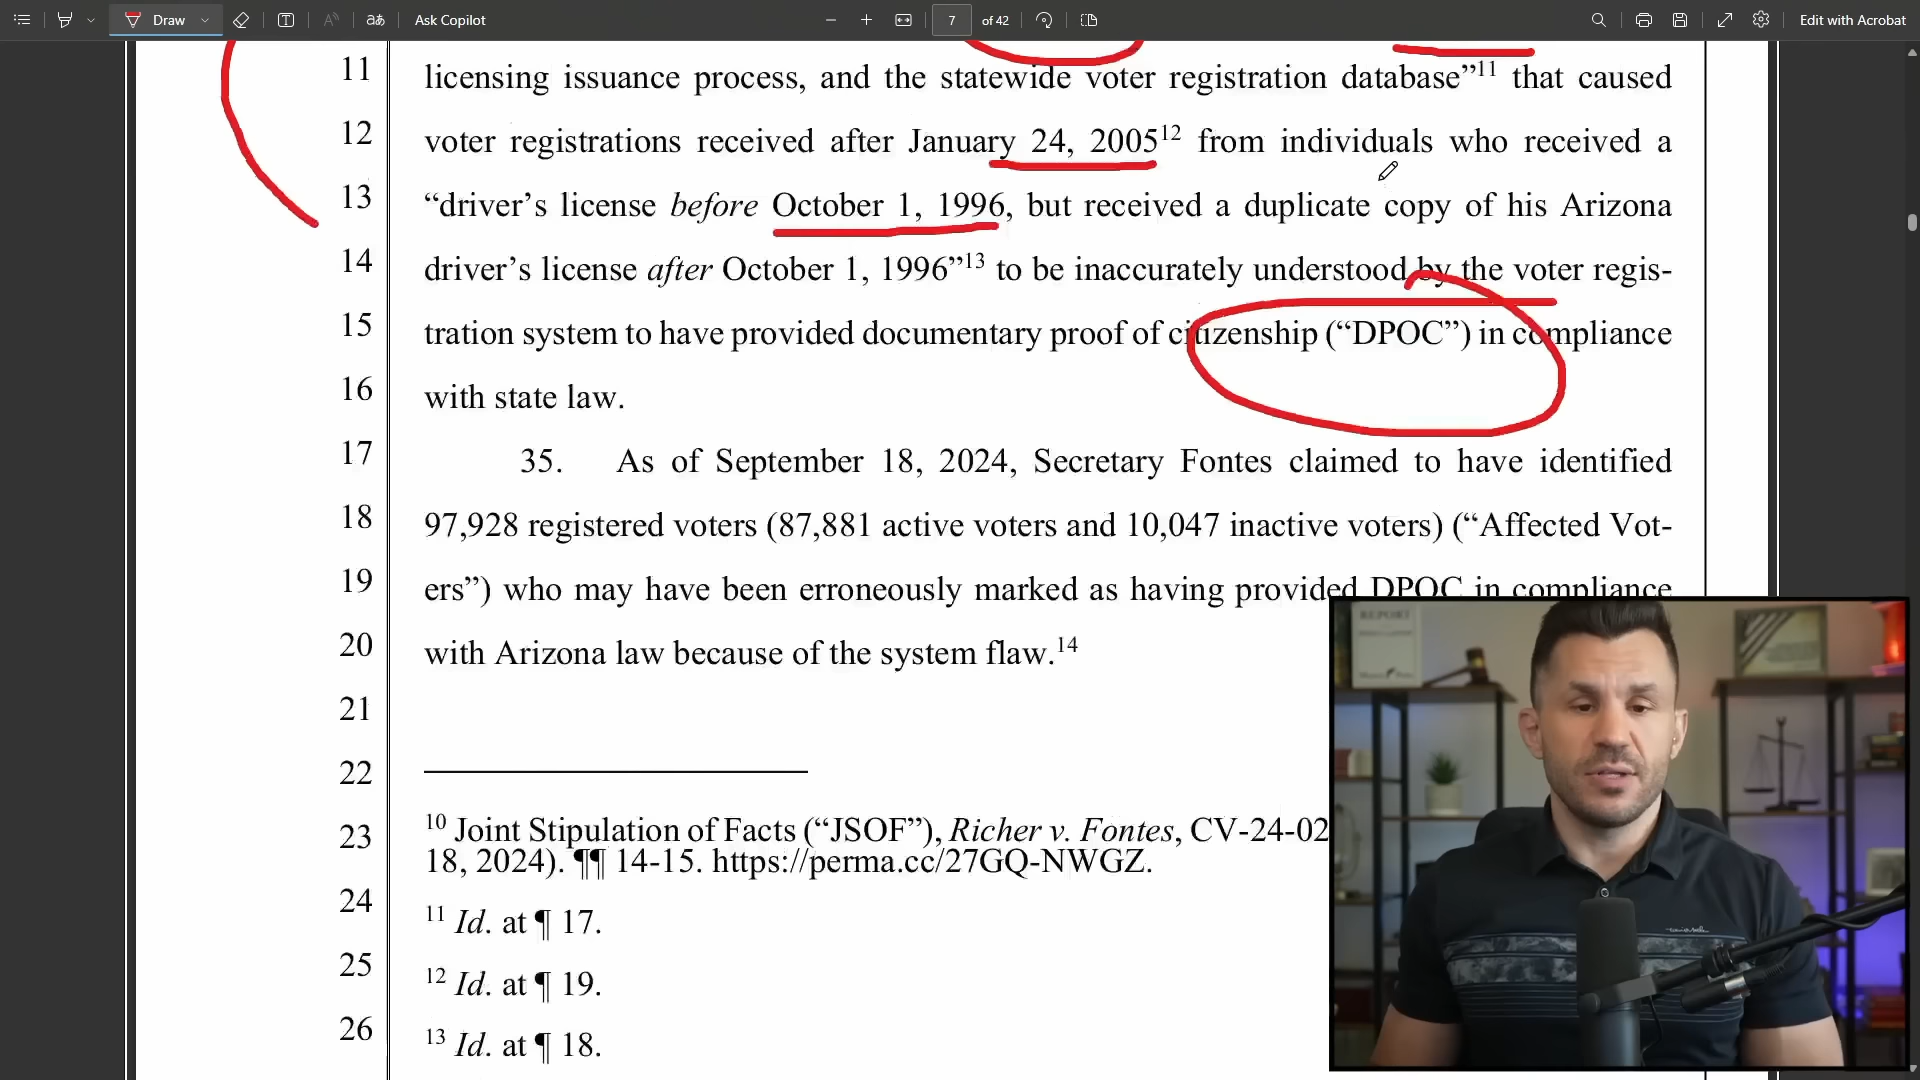 Draw
Ask Copilot
7 of 42
Edit with Acrobat
11 licensing issuance process, and the statewide voter registration database”11 that caused
12 voter registrations received after January 24, 200512 from individuals who received a
13 “driver’s license before October 1, 1996, but received a duplicate copy of his Arizona
14 driver’s license after October 1, 1996”13 to be inaccurately understood by the voter regis-
15 tration system to have provided documentary proof of citizenship (“DPOC”) in compliance
16 with state law.
17 35. As of September 18, 2024, Secretary Fontes claimed to have identified
18 97,928 registered voters (87,881 active voters and 10,047 inactive voters) (“Affected Vot-
19 ers”) who may have been erroneously marked as having provided DPOC in compliance
20 with Arizona law because of the system flaw.14
21
22
23 10 Joint Stipulation of Facts (“JSOF”), Richer v. Fontes, CV-24-02
18, 2024). ¶¶ 14-15. https://perma.cc/27GQ-NWGZ.
24 11 Id. at ¶ 17.
25 12 Id. at ¶ 19.
26 13 Id. at ¶ 18.
REPORT